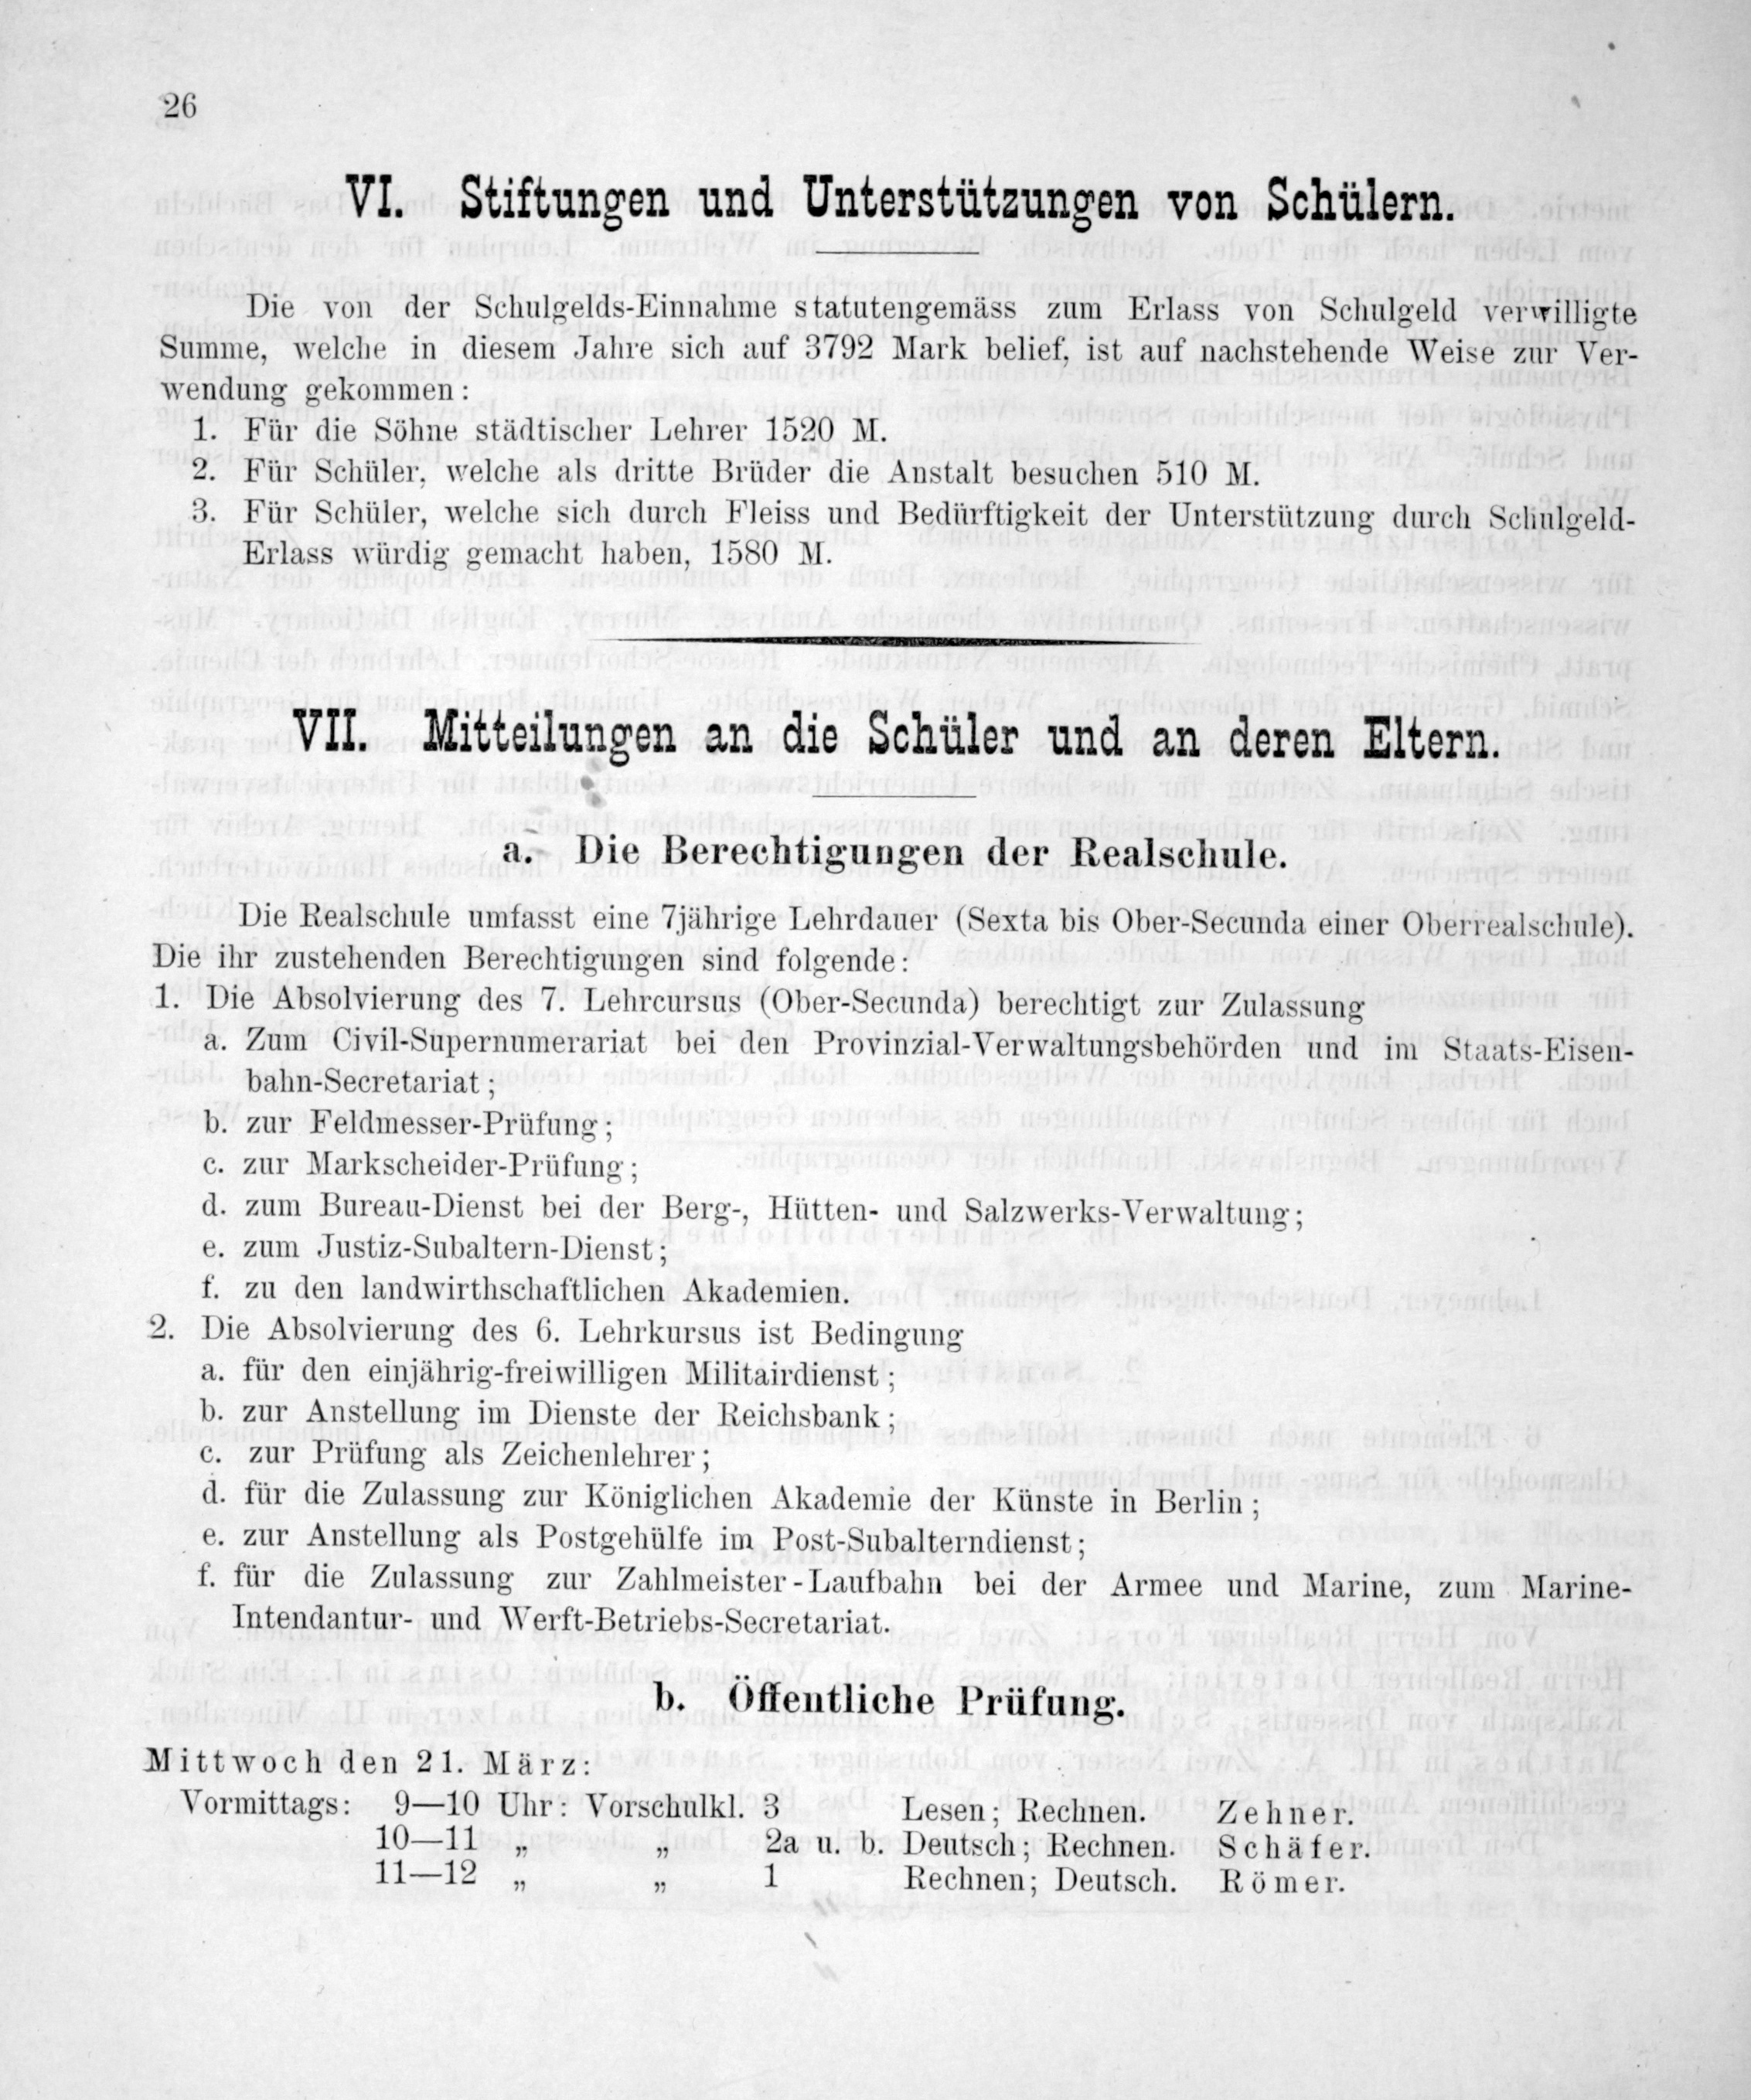 26
VI. Stiftungen und Unterstützungen von Schülern.
Die von der Schulgelds-Einnahme statutengemäss zum Erlass von Schulgeld verwilligte
Summe, welche in diesem Jahre sich auf 3792 Mark belief, ist auf nachstehende Weise zur Ver-
wendung gekommen:
1. Für die Söhne städtischer Lehrer 1520 M.
2. Für Schüler, welche als dritte Brüder die Anstalt besuchen 510 M.
3. Für Schüler, welche sich durch Fleiss und Bedürftigkeit der Unterstützung durch Schulgeld-
Erlass würdig gemacht haben, 1580 M.
VII. Mitteilungen an die Schüler und an deren Eltern.
a. Die Berechtigungen der Realschule.
Die Realschule umfasst eine 7jährige Lehrdauer (Sexta bis Ober-Secunda einer Oberrealschule).
Die ihr zustehenden Berechtigungen sind folgende:
1. Die Absolvierung des 7. Lehrcursus (Ober-Secunda) berechtigt zur Zulassung
a. Zum Civil-Supernumerariat bei den Provinzial-Verwaltungsbehörden und im Staats-Eisen-
bahn-Secretariat;
b. zur Feldmesser-Prüfung;
c. zur Markscheider-Prüfung;
d. zum Bureau-Dienst bei der Berg-, Hütten- und Salzwerks-Verwaltung;
e. zum Justiz-Subaltern-Dienst;
f. zu den landwirthschaftlichen Akademien.
2. Die Absolvierung des 6. Lehrkursus ist Bedingung
a. für den einjährig-freiwilligen Militairdienst;
b. zur Anstellung im Dienste der Reichsbank;
c. zur Prüfung als Zeichenlehrer;
d. für die Zulassung zur Königlichen Akademie der Künste in Berlin;
e. zur Anstellung als Postgehülfe im Post-Subalterndienst;
f. für die Zulassung zur Zahlmeister-Laufbahn bei der Armee und Marine, zum Marine-
Intendantur- und Werft-Betriebs-Secretariat.
b. Öffentliche Prüfung.
Mittwoch den 21. März:
Vormittags: 9—10 Uhr: Vorschulkl. 3 Lesen; Rechnen. Zehner.
10—11 „ „ 2a u. b. Deutsch; Rechnen. Schäfer.
11—12 „ „ 1 Rechnen; Deutsch. Römer.